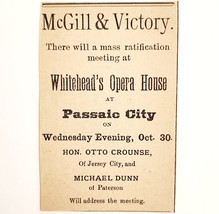 McGill & Victory.
There will a mass ratification
meeting at
Whitehead's Opera House
AT
Passaic City
ON
Wednesday Evening, Oct. 30.
HON. OTTO CROUNSE,
Of Jersey City, and
MICHAEL DUNN
of Paterson
Will address the meeting.